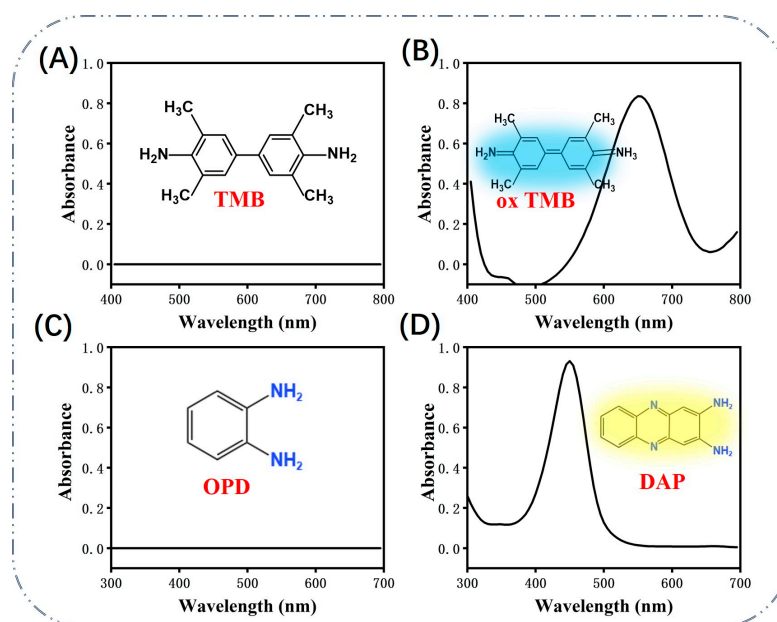 (A)
1.0
0.8
0.6
0.4
0.2
0.0
Absorbance
H₃C
CH₃
H₂N
NH₂
H₃C
CH₃
TMB
400 500 600 700 800
Wavelength (nm)
(B)
1.0
0.8
0.6
0.4
0.2
0.0
Absorbance
H₃C
CH₃
H₂N
NH₃
CH₃
CH₃
ox TMB
400 500 600 700 800
Wavelength (nm)
(C)
1.0
0.8
0.6
0.4
0.2
0.0
Absorbance
NH₂
NH₂
OPD
300 400 500 600 700
Wavelength (nm)
(D)
1.0
0.8
0.6
0.4
0.2
0.0
Absorbance
N
NH₂
N
NH₂
DAP
300 400 500 600 700
Wavelength (nm)